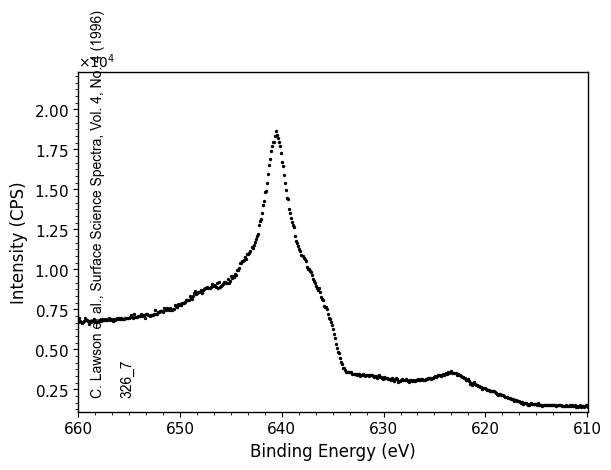 ×10⁴
2.00
1.75
1.50
1.25
1.00
0.75
0.50
0.25
Intensity (CPS)
C. Lawson et al., Surface Science Spectra, Vol. 4, No. 4 (1996)
326_7
660 650 640 630 620 610
Binding Energy (eV)